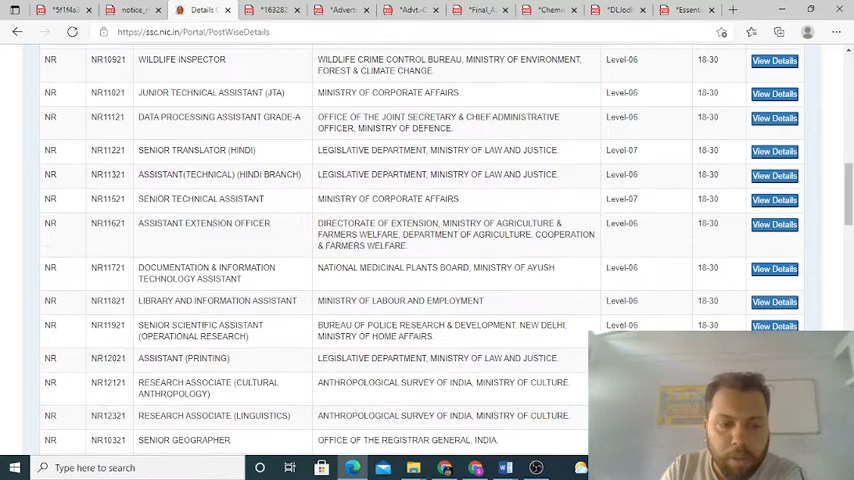 *5f1f4a3
notice_d
Details C
*16328
*Adverti
*Advt.-C
*Final_A
*Chemi
*DLJodh
*Essenti
https://ssc.nic.in/Portal/PostWiseDetails
NR NR10921 WILDLIFE INSPECTOR WILDLIFE CRIME CONTROL BUREAU, MINISTRY OF ENVIRONMENT, Level-06 18-30 View Details
FOREST & CLIMATE CHANGE.
NR NR11021 JUNIOR TECHNICAL ASSISTANT (JTA) MINISTRY OF CORPORATE AFFAIRS. Level-06 18-30 View Details
NR NR11121 DATA PROCESSING ASSISTANT GRADE-A OFFICE OF THE JOINT SECRETARY & CHIEF ADMINISTRATIVE Level-06 18-30 View Details
OFFICER, MINISTRY OF DEFENCE.
NR NR11221 SENIOR TRANSLATOR (HINDI) LEGISLATIVE DEPARTMENT, MINISTRY OF LAW AND JUSTICE. Level-07 18-30 View Details
NR NR11321 ASSISTANT(TECHNICAL) (HINDI BRANCH) LEGISLATIVE DEPARTMENT, MINISTRY OF LAW AND JUSTICE. Level-06 18-30 View Details
NR NR11521 SENIOR TECHNICAL ASSISTANT MINISTRY OF CORPORATE AFFAIRS. Level-07 18-30 View Details
NR NR11621 ASSISTANT EXTENSION OFFICER DIRECTORATE OF EXTENSION, MINISTRY OF AGRICULTURE & Level-06 18-30 View Details
FARMERS WELFARE, DEPARTMENT OF AGRICULTURE, COOPERATION
& FARMERS WELFARE.
NR NR11721 DOCUMENTATION & INFORMATION NATIONAL MEDICINAL PLANTS BOARD, MINISTRY OF AYUSH Level-06 18-30 View Details
TECHNOLOGY ASSISTANT
NR NR11821 LIBRARY AND INFORMATION ASSISTANT MINISTRY OF LABOUR AND EMPLOYMENT Level-06 18-30 View Details
NR NR11921 SENIOR SCIENTIFIC ASSISTANT BUREAU OF POLICE RESEARCH & DEVELOPMENT, NEW DELHI, Level-06 18-30 View Details
(OPERATIONAL RESEARCH) MINISTRY OF HOME AFFAIRS.
NR NR12021 ASSISTANT (PRINTING) LEGISLATIVE DEPARTMENT, MINISTRY OF LAW AND JUSTICE.
NR NR12121 RESEARCH ASSOCIATE (CULTURAL ANTHROPOLOGICAL SURVEY OF INDIA, MINISTRY OF CULTURE.
ANTHROPOLOGY)
NR NR12321 RESEARCH ASSOCIATE (LINGUISTICS) ANTHROPOLOGICAL SURVEY OF INDIA, MINISTRY OF CULTURE.
NR NR10321 SENIOR GEOGRAPHER OFFICE OF THE REGISTRAR GENERAL, INDIA.
Type here to search